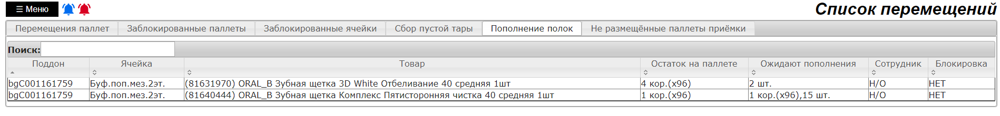 ☰ Меню
Список перемещений
Перемещения паллет Заблокированные паллеты Заблокированные ячейки Сбор пустой тары Пополнение полок Не размещённые паллеты приёмки
Поиск:
Поддон Ячейка Товар Остаток на паллете Ожидают пополнения Сотрудник Блокировка
bgC001161759 Буф.поп.мез.2эт. (81631970) ORAL_B Зубная щетка 3D White Отбеливание 40 средняя 1шт 4 кор.(x96) 2 шт. Н/О НЕТ
bgC001161759 Буф.поп.мез.2эт. (81640444) ORAL_B Зубная щетка Комплекс Пятисторонняя чистка 40 средняя 1шт 1 кор.(x96) 1 кор.(x96),15 шт. Н/О НЕТ